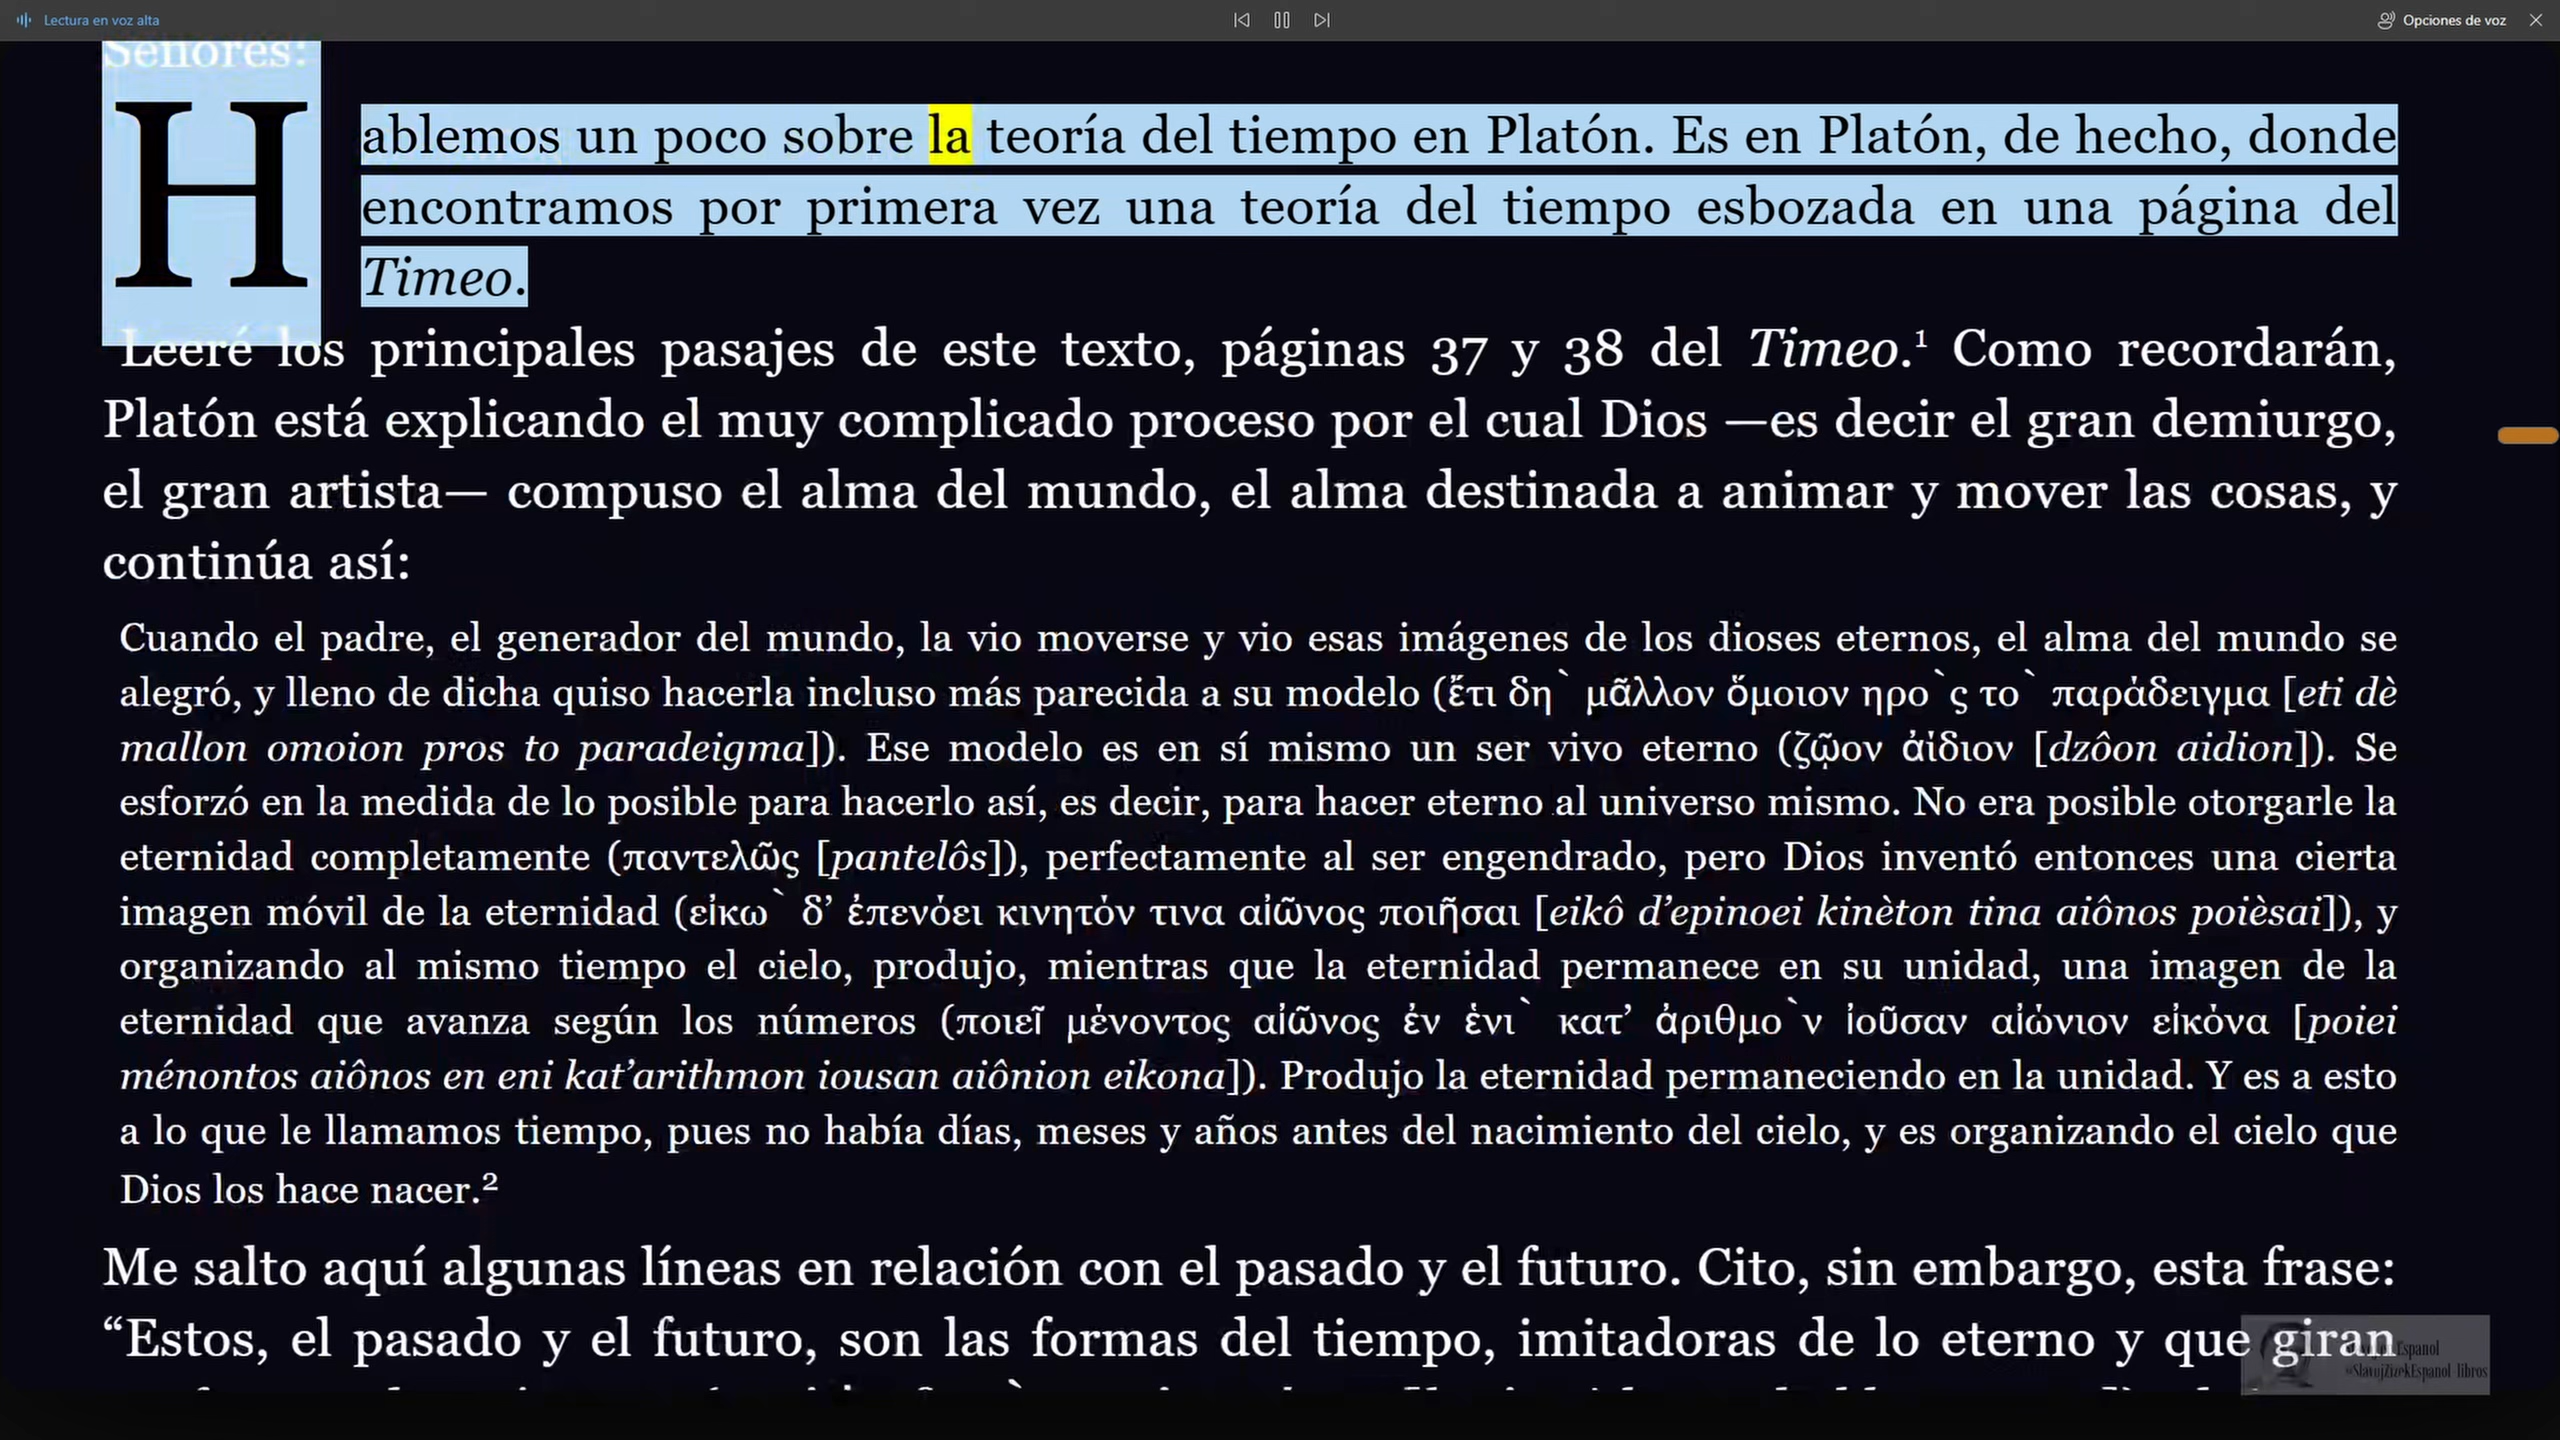 Lectura en voz alta
Opciones de voz
Señores:
Hablemos un poco sobre la teoría del tiempo en Platón. Es en Platón, de hecho, donde
encontramos por primera vez una teoría del tiempo esbozada en una página del
Timeo.
Leeré los principales pasajes de este texto, páginas 37 y 38 del Timeo.¹ Como recordarán,
Platón está explicando el muy complicado proceso por el cual Dios —es decir el gran demiurgo,
el gran artista— compuso el alma del mundo, el alma destinada a animar y mover las cosas, y
continúa así:
Cuando el padre, el generador del mundo, la vio moverse y vio esas imágenes de los dioses eternos, el alma del mundo se
alegró, y lleno de dicha quiso hacerla incluso más parecida a su modelo (ἔτι δη` μᾶλλον ὅμοιον ηρο`ς το` παράδειγμα [eti dè
mallon omoion pros to paradeigma]). Ese modelo es en sí mismo un ser vivo eterno (ζῷον ἀίδιον [dzôon aidion]). Se
esforzó en la medida de lo posible para hacerlo así, es decir, para hacer eterno al universo mismo. No era posible otorgarle la
eternidad completamente (παντελῶς [pantelôs]), perfectamente al ser engendrado, pero Dios inventó entonces una cierta
imagen móvil de la eternidad (εἰκω` δ’ ἐπενόει κινητόν τινα αἰῶνος ποιῆσαι [eikô d’epinoei kinèton tina aiônos poièsai]), y
organizando al mismo tiempo el cielo, produjo, mientras que la eternidad permanece en su unidad, una imagen de la
eternidad que avanza según los números (ποιεῖ μένοντος αἰῶνος ἐν ἑνι` κατ’ ἀριθμο`ν ἰοῦσαν αἰώνιον εἰκόνα [poiei
ménontos aiônos en eni kat’arithmon iousan aiônion eikona]). Produjo la eternidad permaneciendo en la unidad. Y es a esto
a lo que le llamamos tiempo, pues no había días, meses y años antes del nacimiento del cielo, y es organizando el cielo que
Dios los hace nacer.²
Me salto aquí algunas líneas en relación con el pasado y el futuro. Cito, sin embargo, esta frase:
“Estos, el pasado y el futuro, son las formas del tiempo, imitadoras de lo eterno y que giran
Espanol
@SlavojZizekEspanol libros